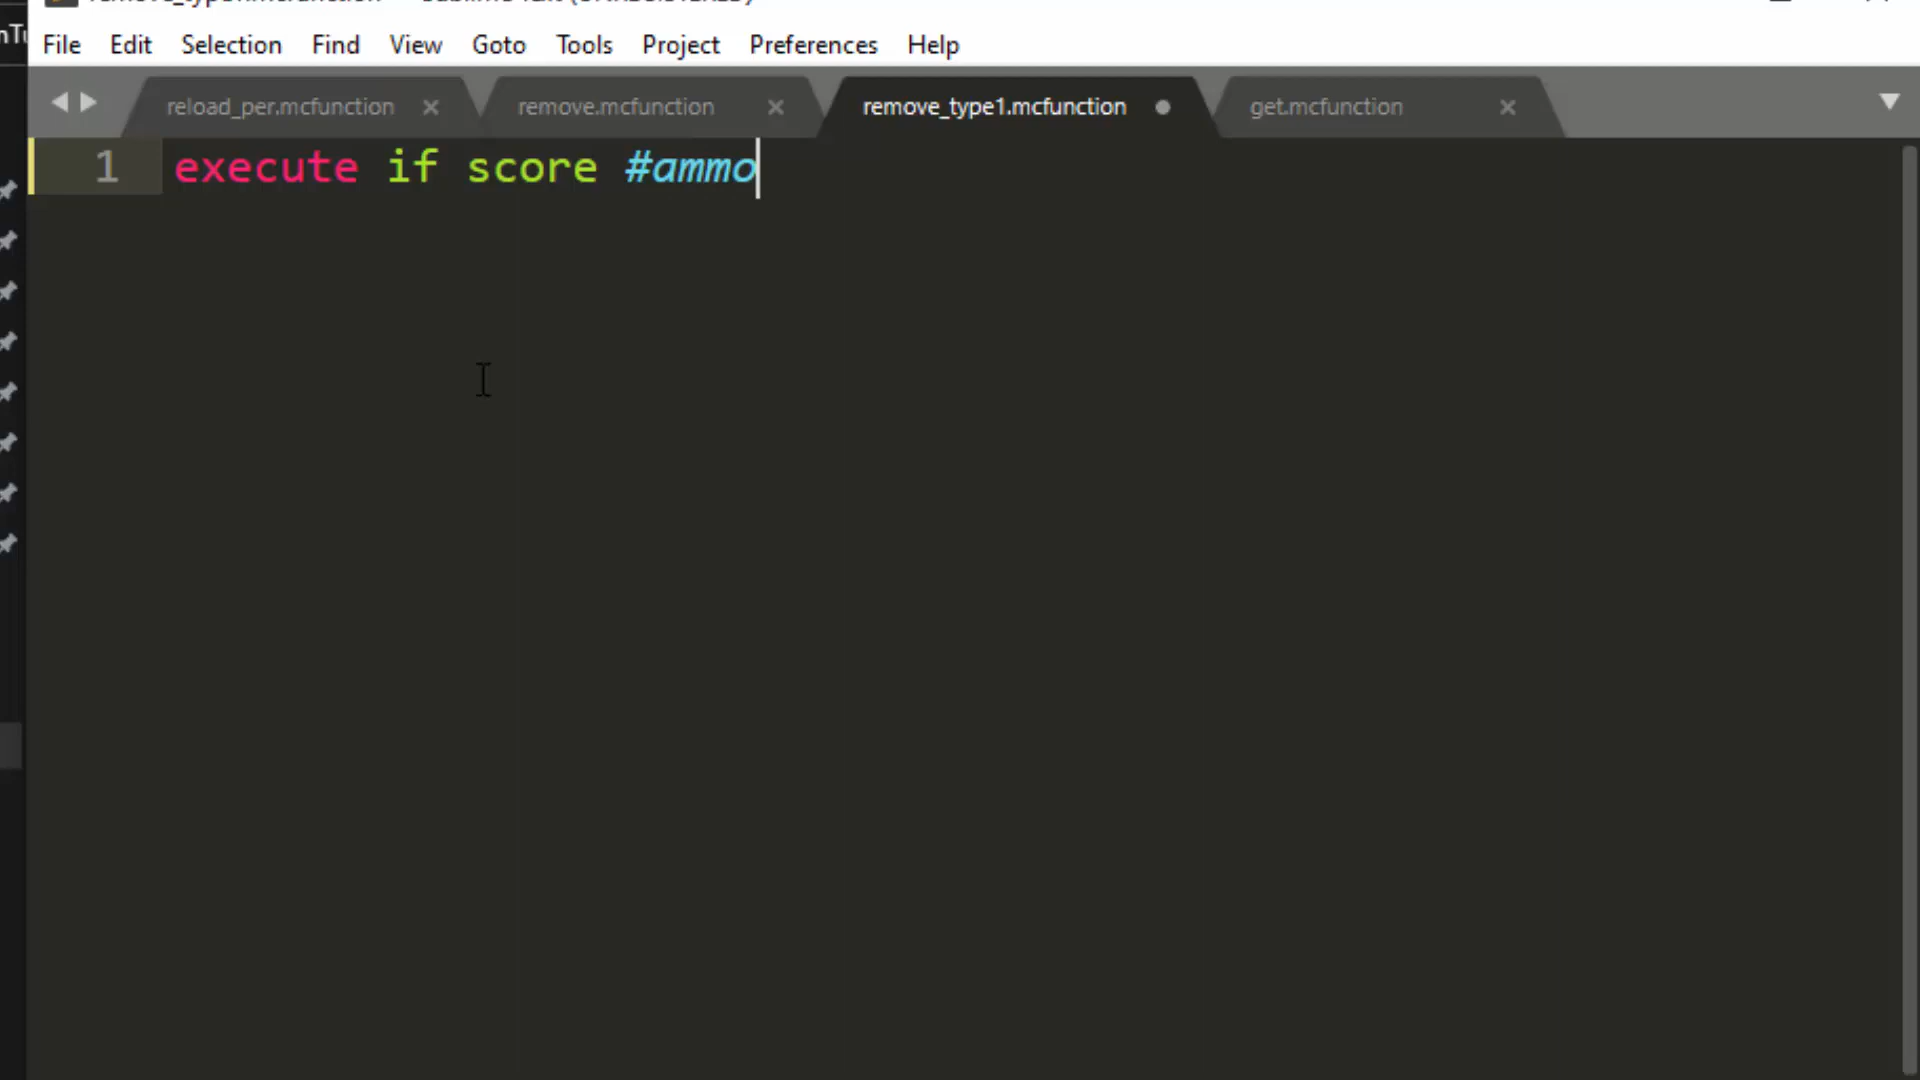 File Edit Selection Find View Goto Tools Project Preferences Help
reload_per.mcfunction remove.mcfunction remove_type1.mcfunction get.mcfunction
1 execute if score #ammo